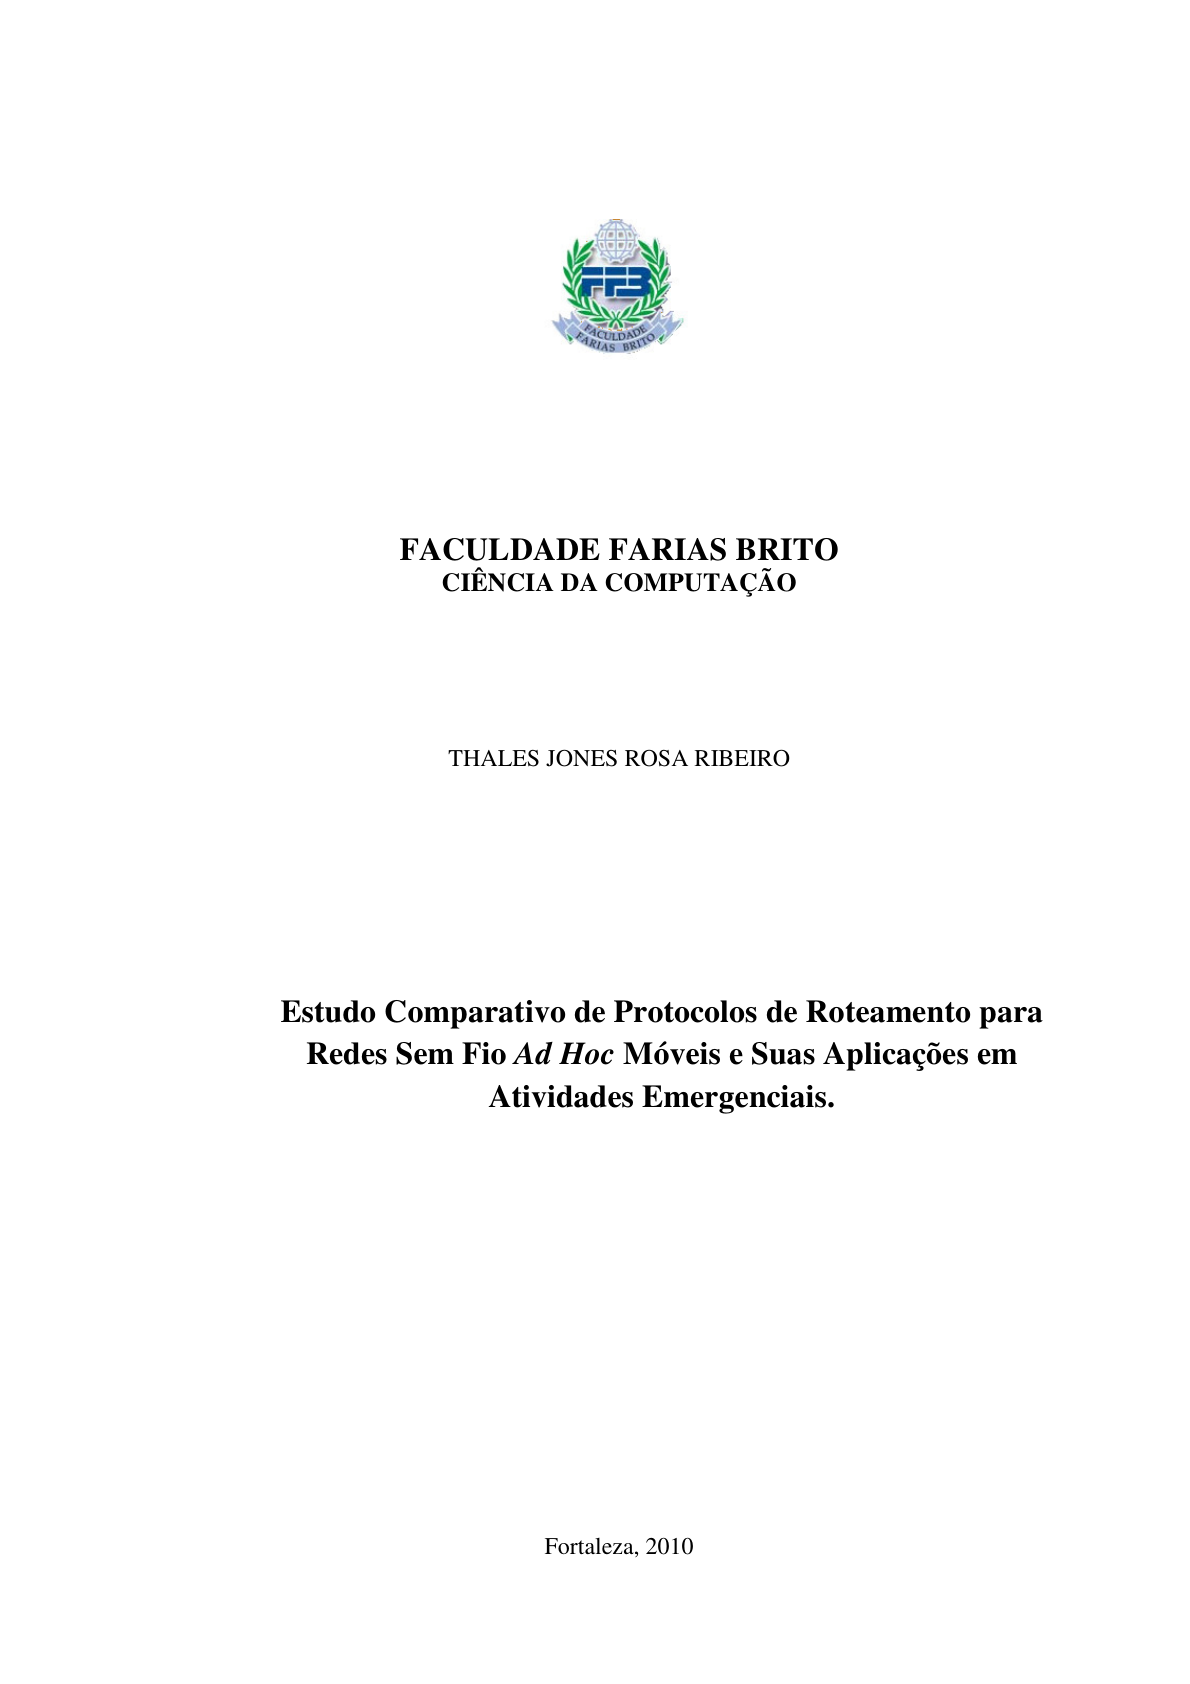 FFB
FACULDADE
FARIAS BRITO
FACULDADE FARIAS BRITO
CIÊNCIA DA COMPUTAÇÃO
THALES JONES ROSA RIBEIRO
Estudo Comparativo de Protocolos de Roteamento para
Redes Sem Fio Ad Hoc Móveis e Suas Aplicações em
Atividades Emergenciais.
Fortaleza, 2010